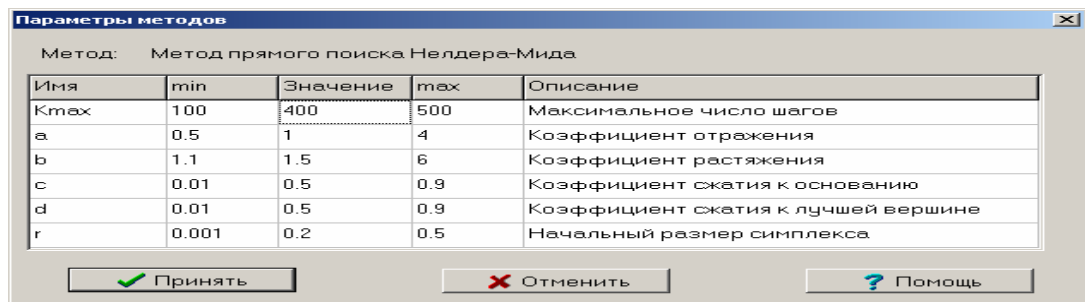 Параметры методов
Метод: Метод прямого поиска Нелдера-Мида
Имя min Значение max Описание
Kmax 100 400 500 Максимальное число шагов
a 0.5 1 4 Коэффициент отражения
b 1.1 1.5 6 Коэффициент растяжения
c 0.01 0.5 0.9 Коэффициент сжатия к основанию
d 0.01 0.5 0.9 Коэффициент сжатия к лучшей вершине
r 0.001 0.2 0.5 Начальный размер симплекса
Принять Отменить ? Помощь